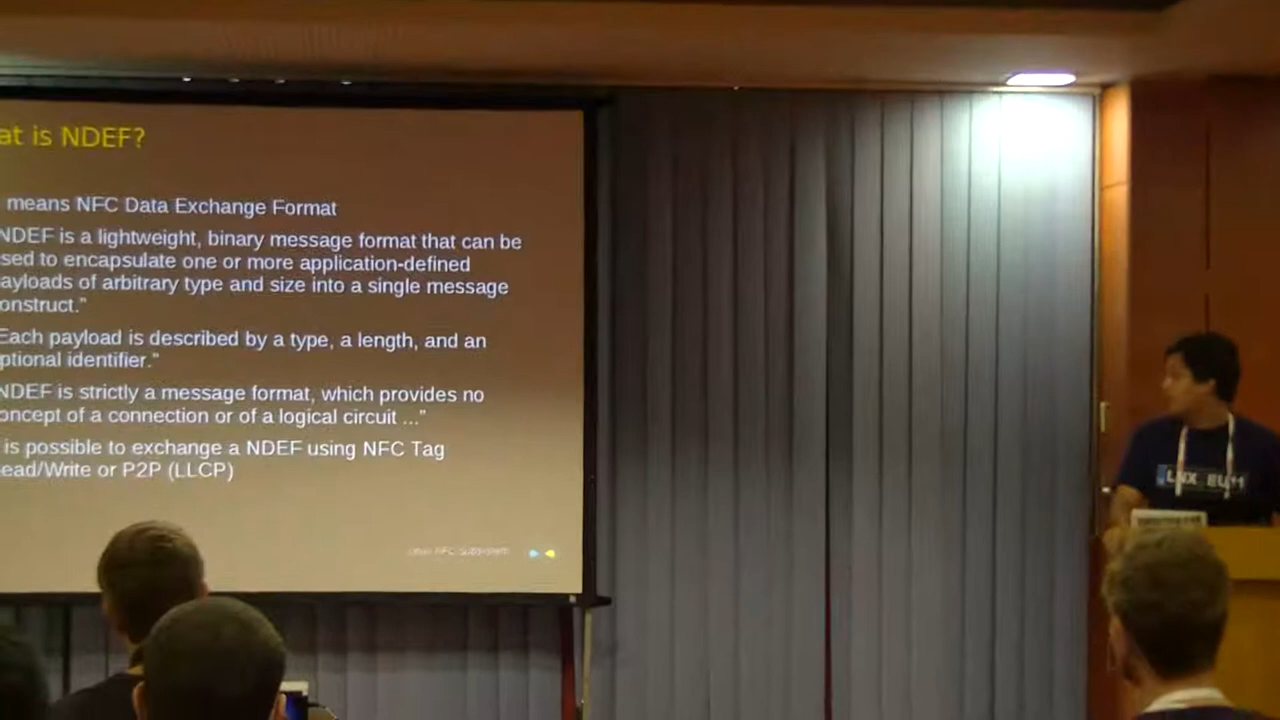 at is NDEF?
means NFC Data Exchange Format
NDEF is a lightweight, binary message format that can be
sed to encapsulate one or more application-defined
ayloads of arbitrary type and size into a single message
onstruct."
Each payload is described by a type, a length, and an
ptional identifier."
NDEF is strictly a message format, which provides no
oncept of a connection or of a logical circuit ..."
is possible to exchange a NDEF using NFC Tag
ead/Write or P2P (LLCP)
NFC Subsystem